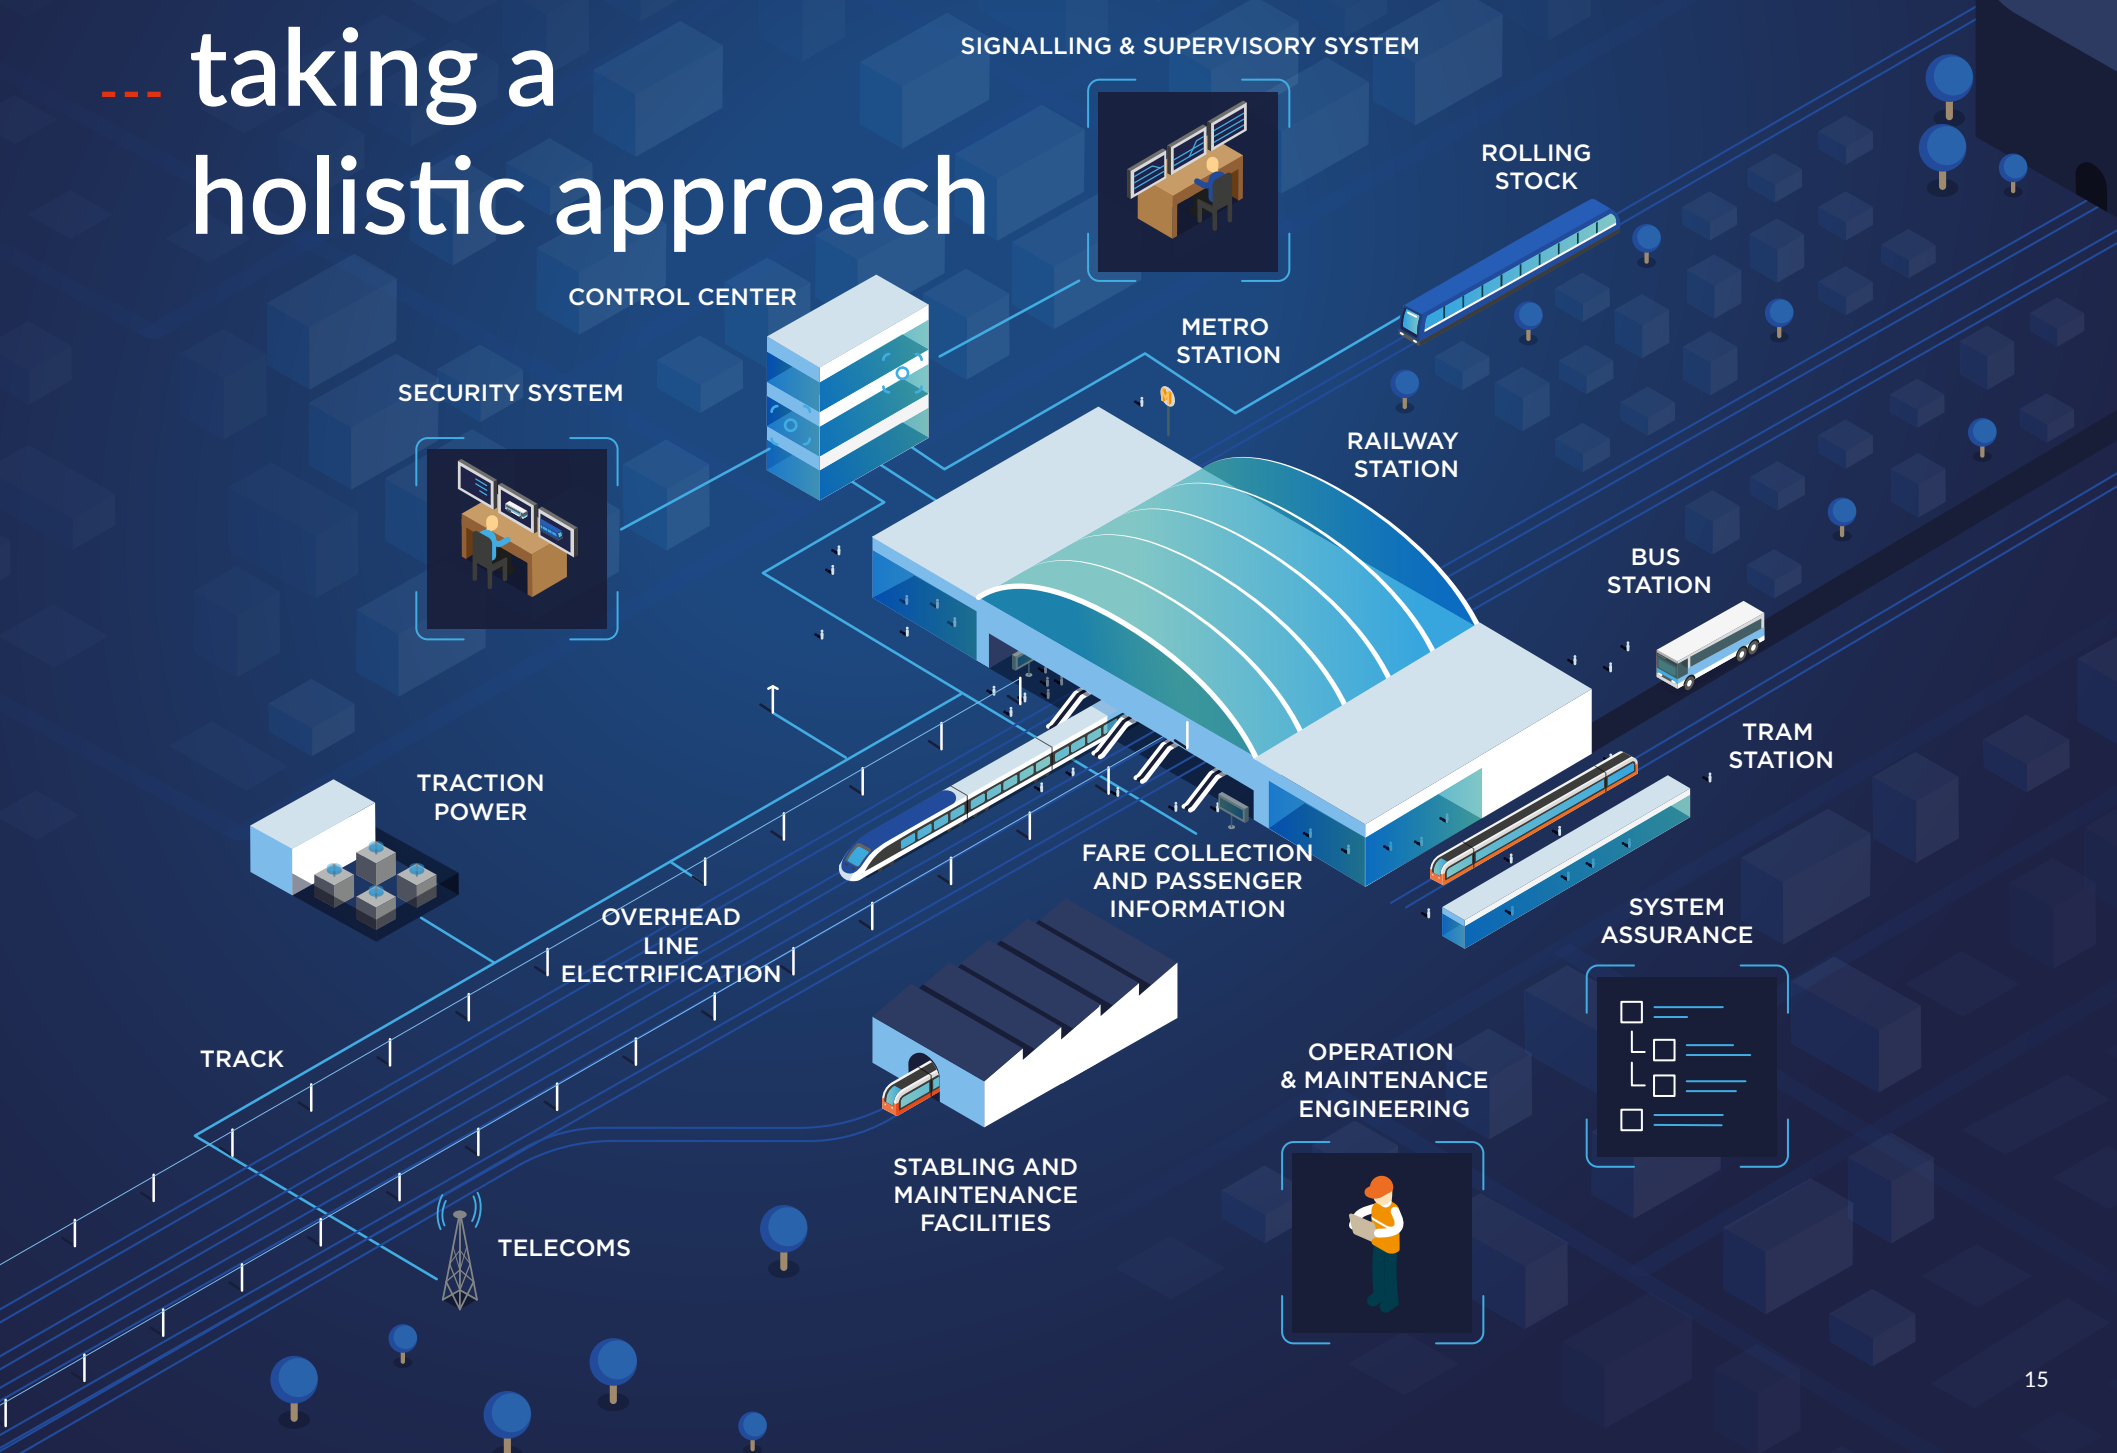 --- taking a
holistic approach
SIGNALLING & SUPERVISORY SYSTEM
ROLLING
STOCK
CONTROL CENTER
METRO
STATION
SECURITY SYSTEM
M
RAILWAY
STATION
BUS
STATION
TRAM
STATION
TRACTION
POWER
FARE COLLECTION
AND PASSENGER
INFORMATION
OVERHEAD
LINE
ELECTRIFICATION
SYSTEM
ASSURANCE
TRACK
OPERATION
& MAINTENANCE
ENGINEERING
STABLING AND
MAINTENANCE
FACILITIES
TELECOMS
15